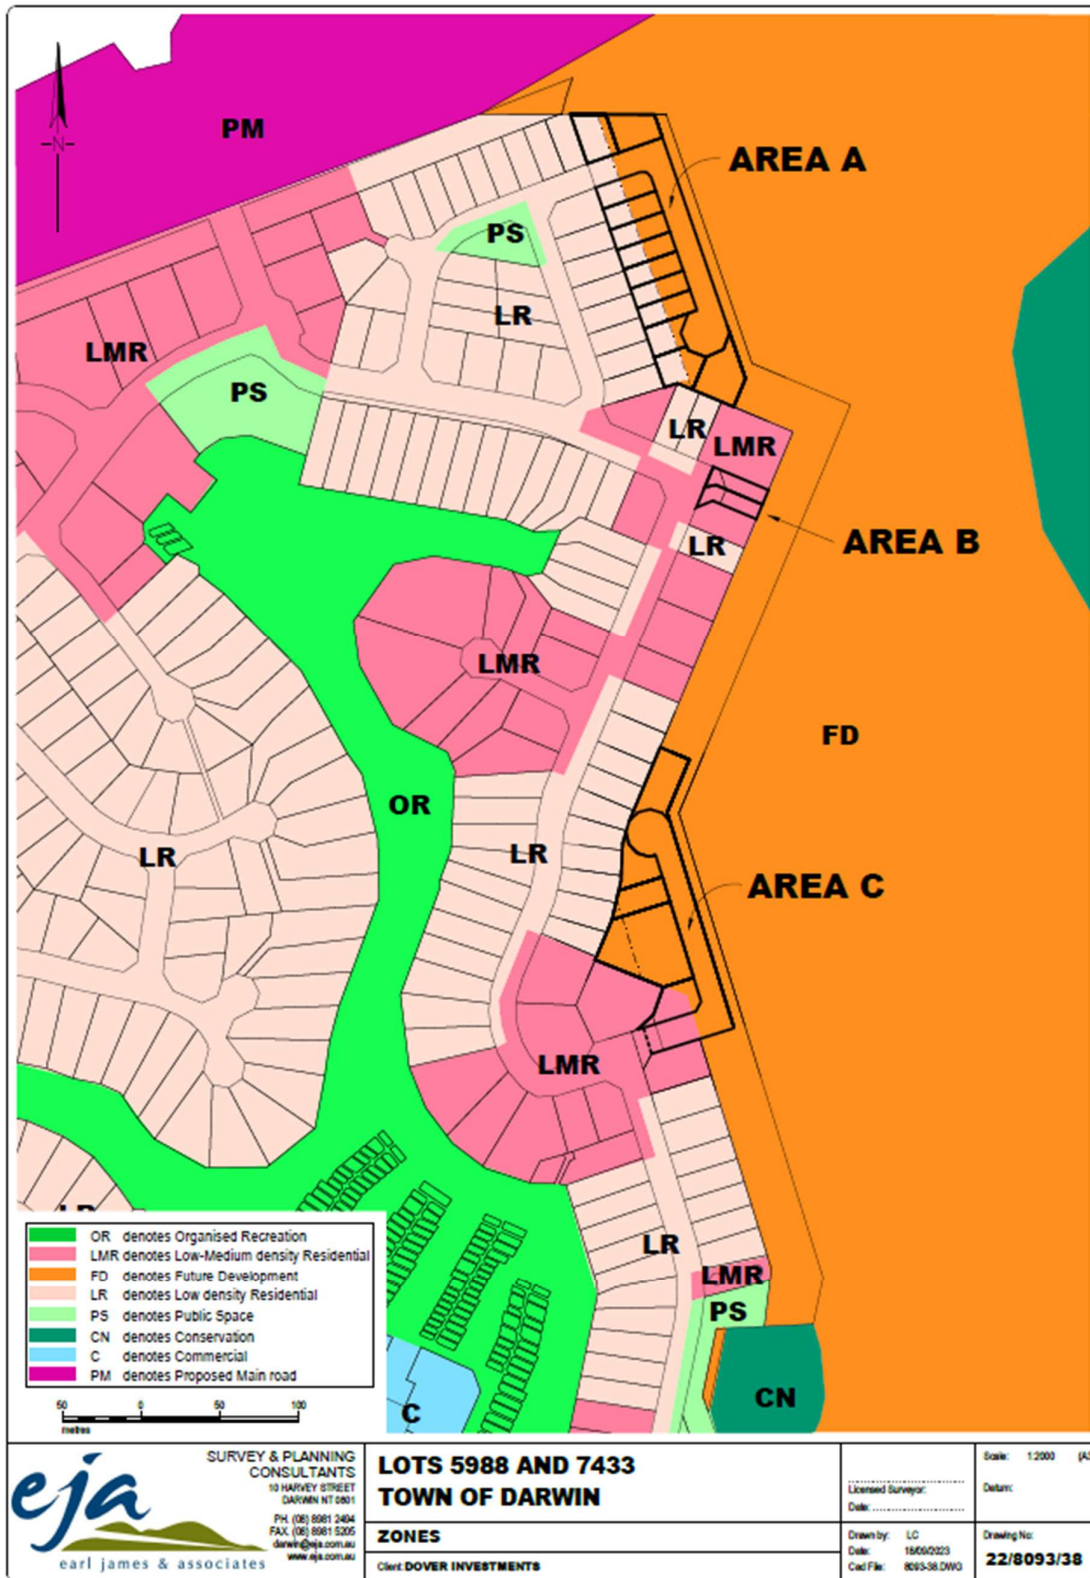 PM
AREA A
N
PS
LR
LMR
PS
LR
LMR
AREA B
LR
LMR
FD
OR
LR
LR
AREA C
LMR
LR
LMR
PS
CN
C
OR denotes Organised Recreation
LMR denotes Low-Medium density Residential
FD denotes Future Development
LR denotes Low density Residential
PS denotes Public Space
CN denotes Conservation
C denotes Commercial
PM denotes Proposed Main road
50 0 50 100
metres
eja
earl james & associates
SURVEY & PLANNING
CONSULTANTS
10 HARVEY STREET
DARWIN NT 0801
PH. (08) 8981 2494
FAX. (08) 8981 5205
darwin@eja.com.au
www.eja.com.au
LOTS 5988 AND 7433
TOWN OF DARWIN
ZONES
Client: DOVER INVESTMENTS
Licensed Surveyor:
Date:
Drawn by: LC
Date: 18/09/2023
Cad File: 8093-38.DWG
Scale: 1:2000
Datum:
Drawing No:
22/8093/38